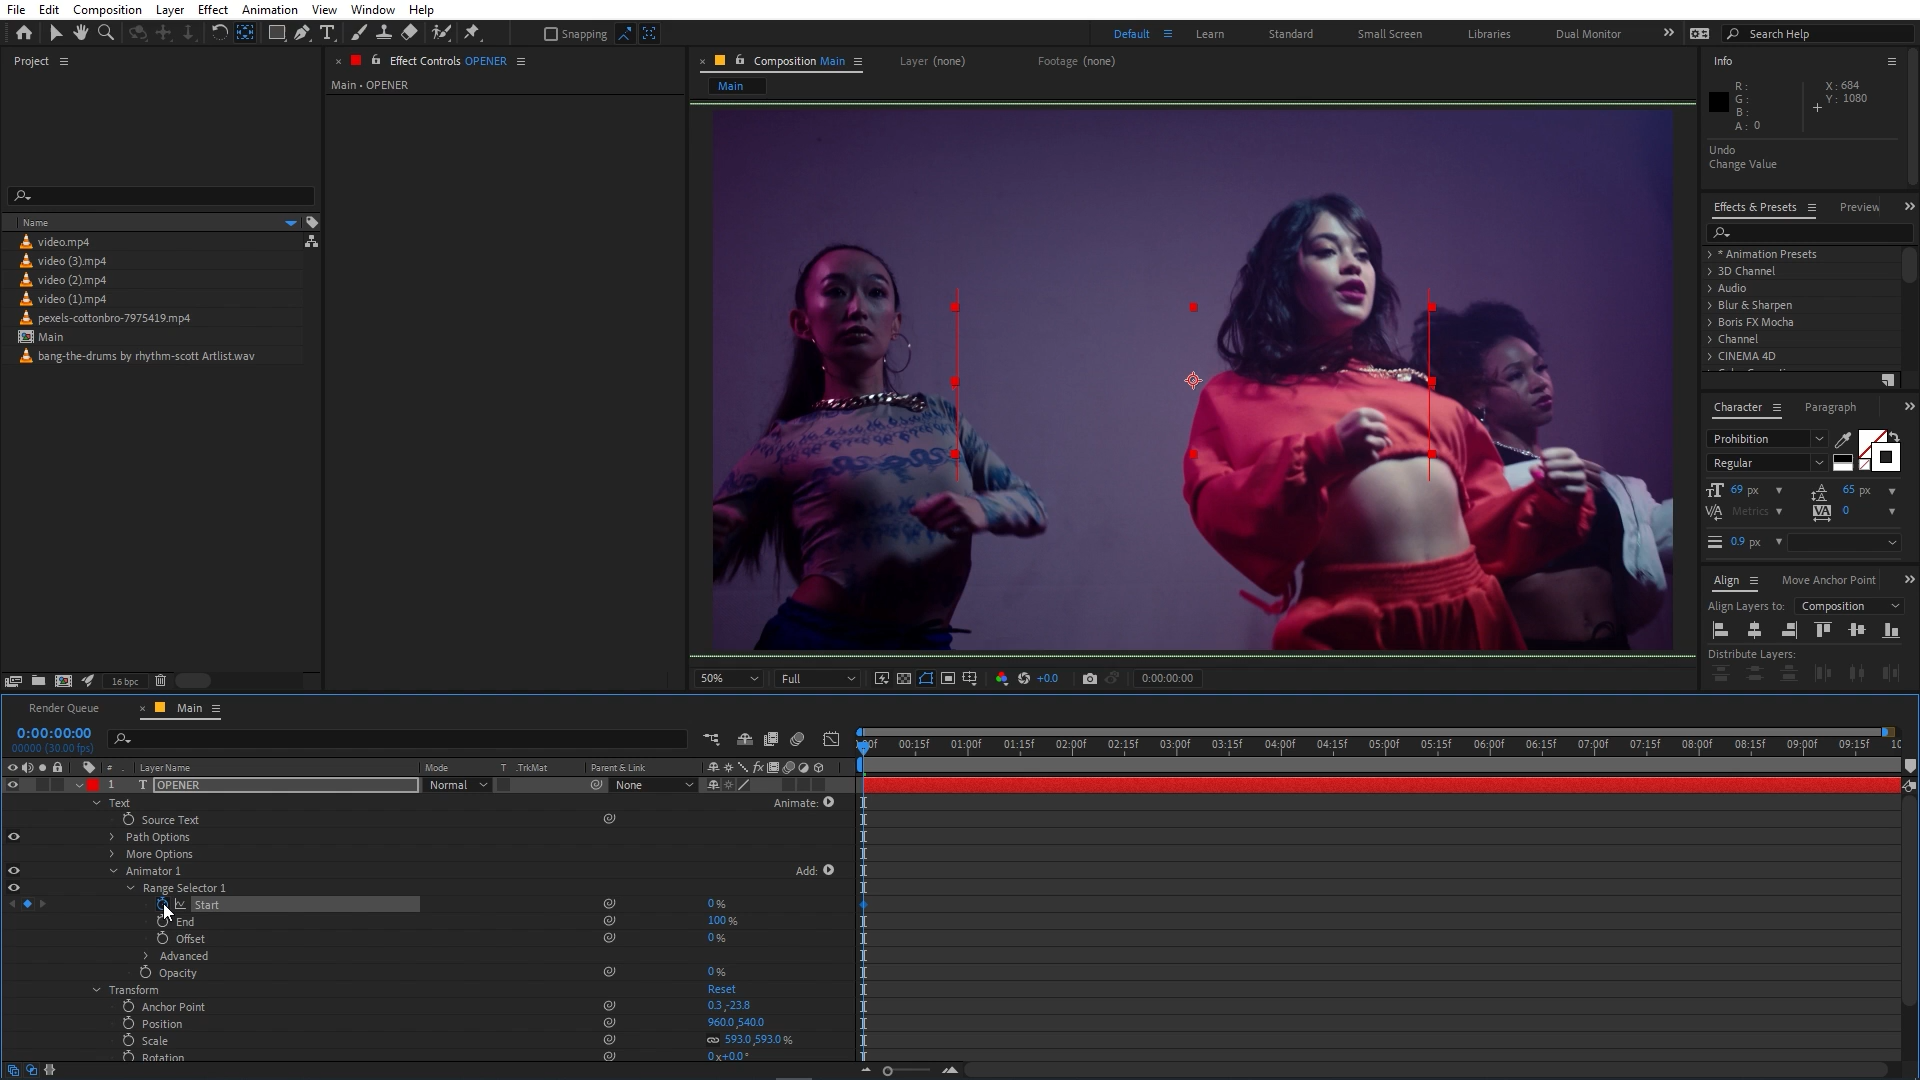 File Edit Composition Layer Effect Animation View Window Help
Snapping Default Learn Standard Small Screen Libraries Dual Monitor Search Help
Project Effect Controls OPENER Composition Main Layer (none) Footage (none) Info
Main • OPENER Main
R: X: 684
G: Y: 1080
B:
A: 0
Undo
Change Value
Name
video.mp4
video (3).mp4
video (2).mp4
video (1).mp4
pexels-cottonbro-7975419.mp4
Main
bang-the-drums by rhythm-scott Artlist.wav
16 bpc
Effects & Presets Preview
* Animation Presets
3D Channel
Audio
Blur & Sharpen
Boris FX Mocha
Channel
CINEMA 4D
Character Paragraph
Prohibition
Regular
69 px 65 px
Metrics 0
0.9 px
Align Move Anchor Point
Align Layers to: Composition
Distribute Layers:
50% Full +0.0 0:00:00:00
Render Queue Main
0:00:00:00
00000 (30.00 fps)
00f 00:15f 01:00f 01:15f 02:00f 02:15f 03:00f 03:15f 04:00f 04:15f 05:00f 05:15f 06:00f 06:15f 07:00f 07:15f 08:00f 08:15f 09:00f 09:15f 10
# Layer Name Mode T .TrkMat Parent & Link
1 T OPENER Normal None
Text Animate:
Source Text
Path Options
More Options
Animator 1 Add:
Range Selector 1
Start 0 %
End 100 %
Offset 0 %
Advanced
Opacity 0 %
Transform Reset
Anchor Point 0.3,-23.8
Position 960.0,540.0
Scale 593.0,593.0 %
Rotation 0 x+0.0 °